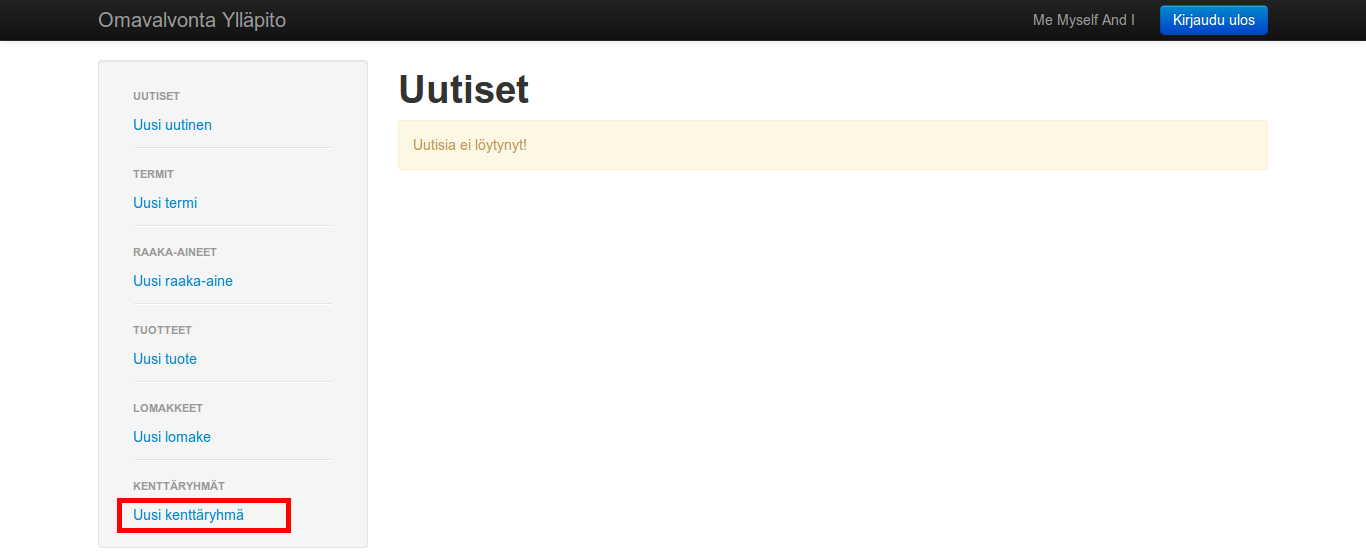 Omavalvonta Ylläpito
Me Myself And I
Kirjaudu ulos
UUTISET
Uusi uutinen
TERMIT
Uusi termi
RAAKA-AINEET
Uusi raaka-aine
TUOTTEET
Uusi tuote
LOMAKKEET
Uusi lomake
KENTTÄRYHMÄT
Uusi kenttäryhmä
Uutiset
Uutisia ei löytynyt!